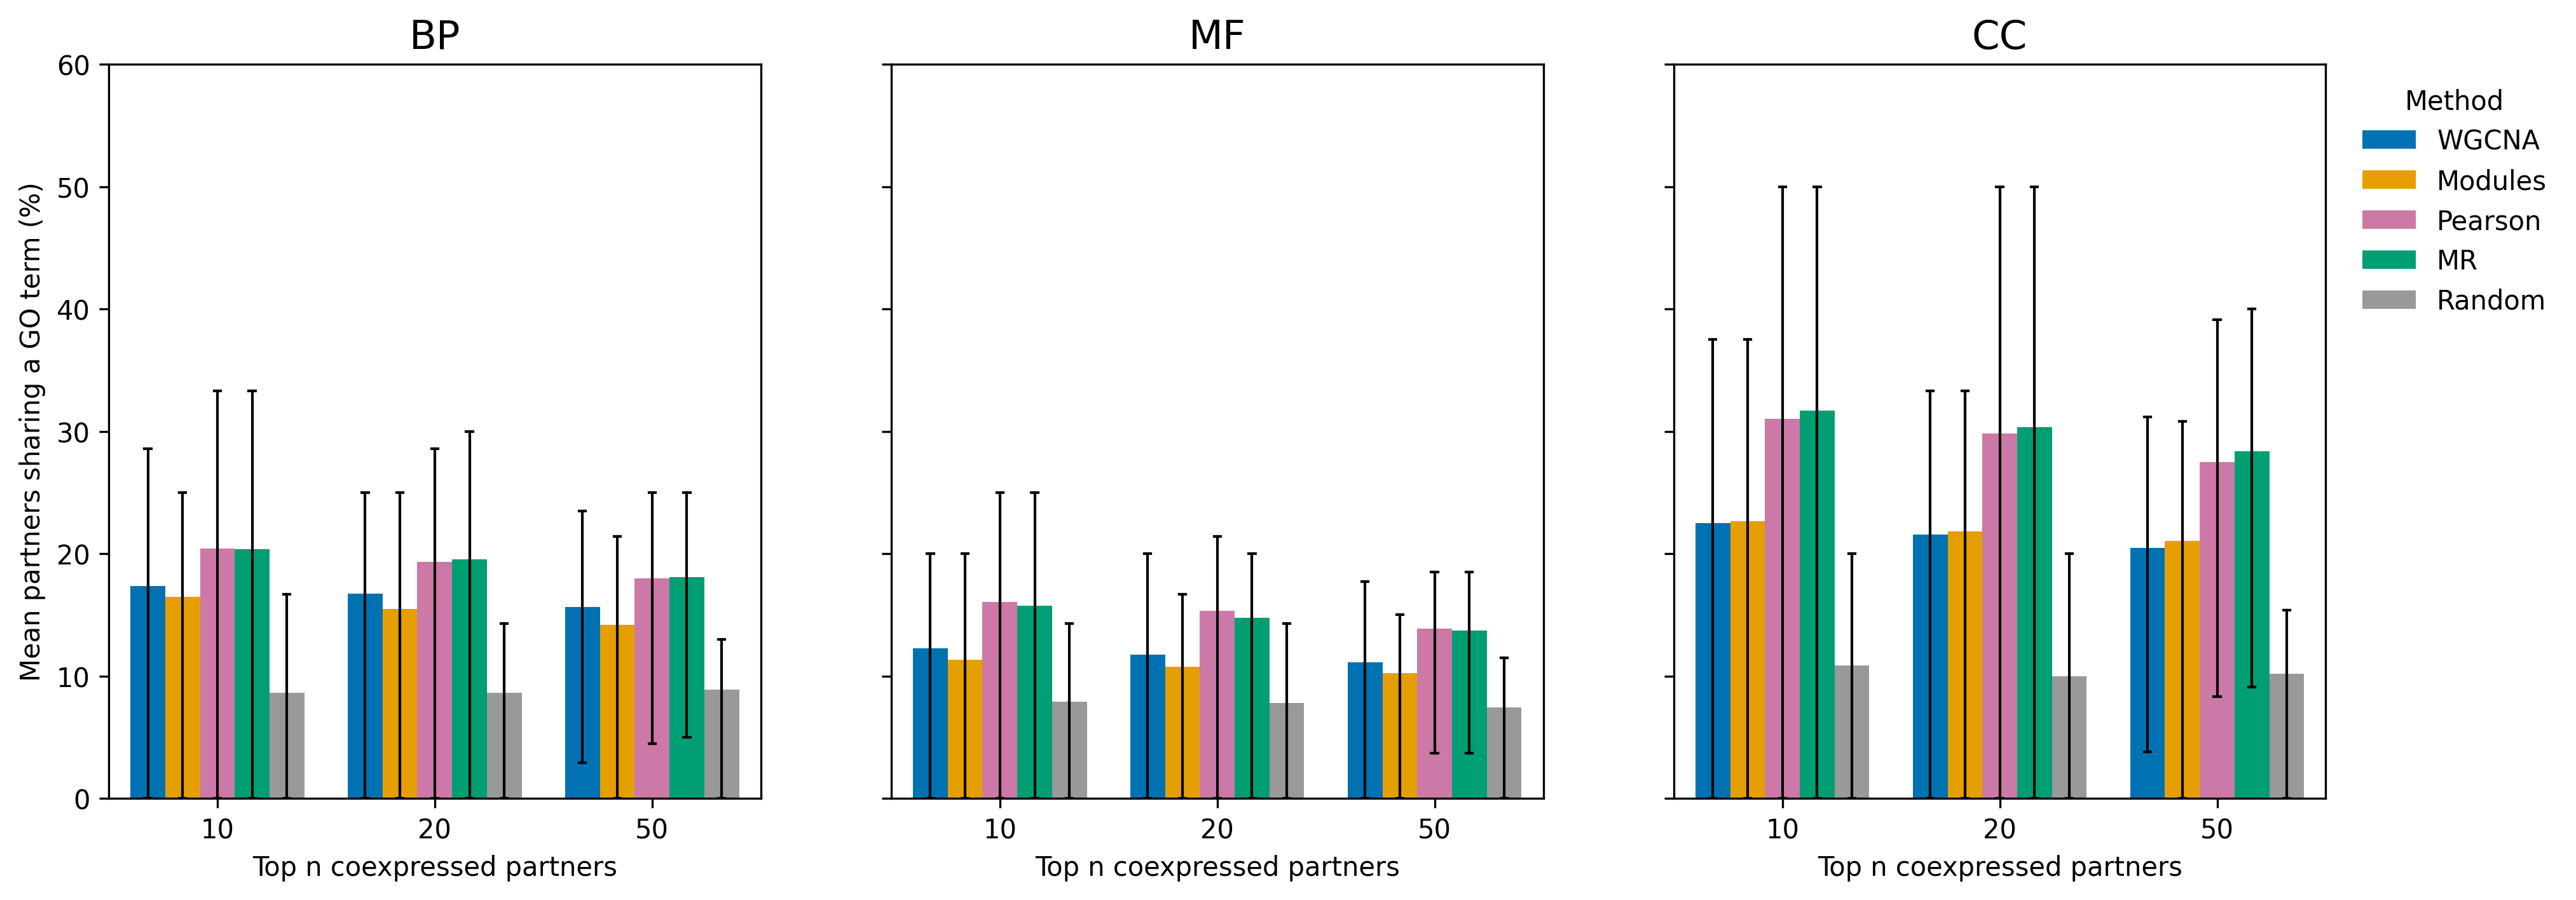 BP
MF
CC
Mean partners sharing a GO term (%)
60
50
40
30
20
10
0
10 20 50
10 20 50
10 20 50
Top n coexpressed partners
Top n coexpressed partners
Top n coexpressed partners
Method
WGCNA
Modules
Pearson
MR
Random